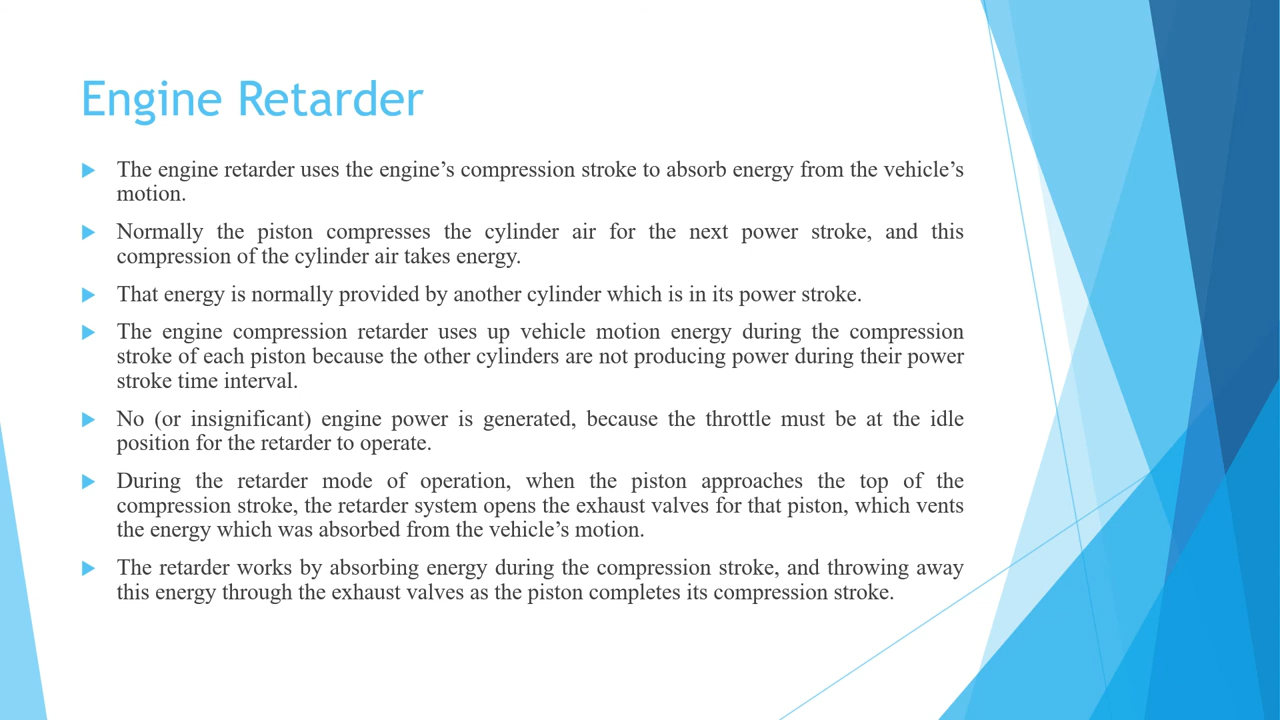 Engine Retarder
The engine retarder uses the engine’s compression stroke to absorb energy from the vehicle’s
motion.
Normally the piston compresses the cylinder air for the next power stroke, and this
compression of the cylinder air takes energy.
That energy is normally provided by another cylinder which is in its power stroke.
The engine compression retarder uses up vehicle motion energy during the compression
stroke of each piston because the other cylinders are not producing power during their power
stroke time interval.
No (or insignificant) engine power is generated, because the throttle must be at the idle
position for the retarder to operate.
During the retarder mode of operation, when the piston approaches the top of the
compression stroke, the retarder system opens the exhaust valves for that piston, which vents
the energy which was absorbed from the vehicle’s motion.
The retarder works by absorbing energy during the compression stroke, and throwing away
this energy through the exhaust valves as the piston completes its compression stroke.